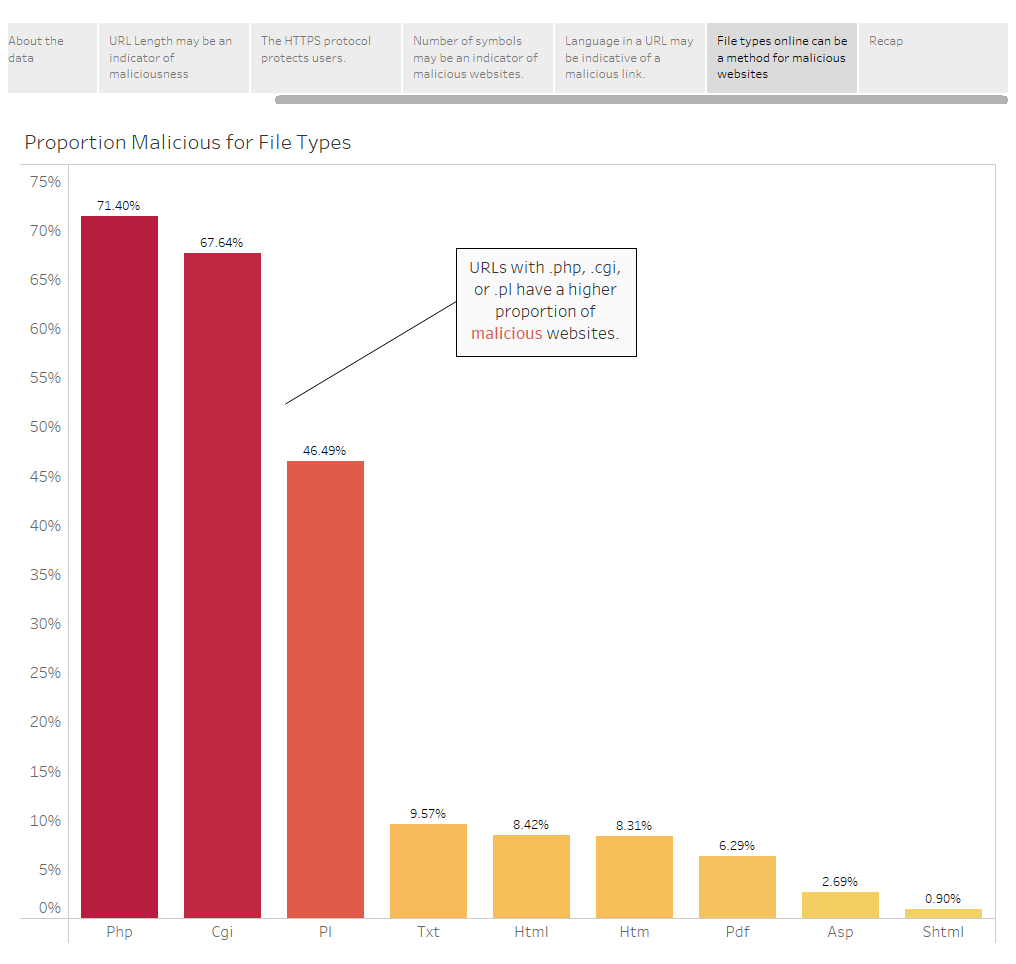 About the
data
URL Length may be an
indicator of
maliciousness
The HTTPS protocol
protects users.
Number of symbols
may be an indicator of
malicious websites.
Language in a URL may
be indicative of a
malicious link.
File types online can be
a method for malicious
websites
Recap
Proportion Malicious for File Types
75%
70%
65%
60%
55%
50%
45%
40%
35%
30%
25%
20%
15%
10%
5%
0%
71.40%
67.64%
46.49%
9.57%
8.42%
8.31%
6.29%
2.69%
0.90%
URLs with .php, .cgi,
or .pl have a higher
proportion of
malicious websites.
Php
Cgi
Pl
Txt
Html
Htm
Pdf
Asp
Shtml